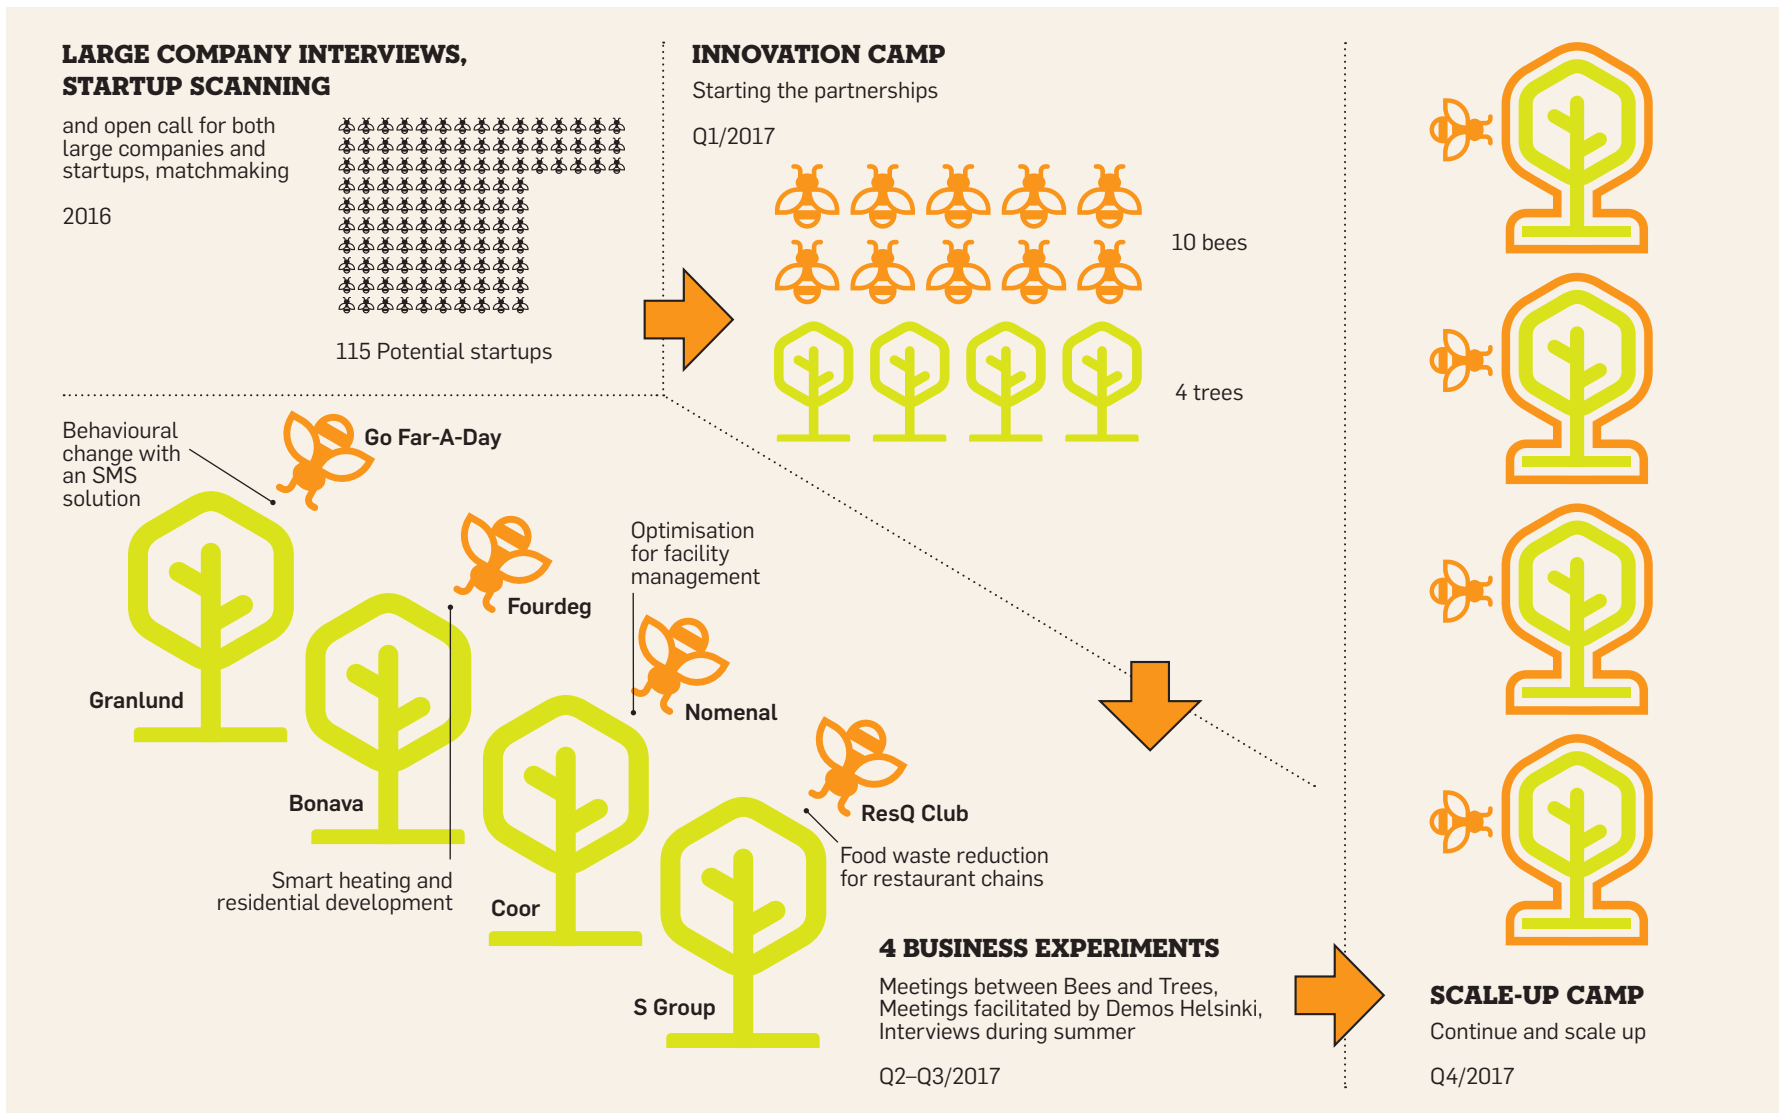 LARGE COMPANY INTERVIEWS,
STARTUP SCANNING
and open call for both
large companies and
startups, matchmaking
2016
115 Potential startups
INNOVATION CAMP
Starting the partnerships
Q1/2017
10 bees
4 trees
Behavioural
change with
an SMS
solution
Go Far-A-Day
Granlund
Fourdeg
Bonava
Smart heating and
residential development
Optimisation
for facility
management
Nomenal
Coor
ResQ Club
Food waste reduction
for restaurant chains
S Group
4 BUSINESS EXPERIMENTS
Meetings between Bees and Trees,
Meetings facilitated by Demos Helsinki,
Interviews during summer
Q2–Q3/2017
SCALE-UP CAMP
Continue and scale up
Q4/2017